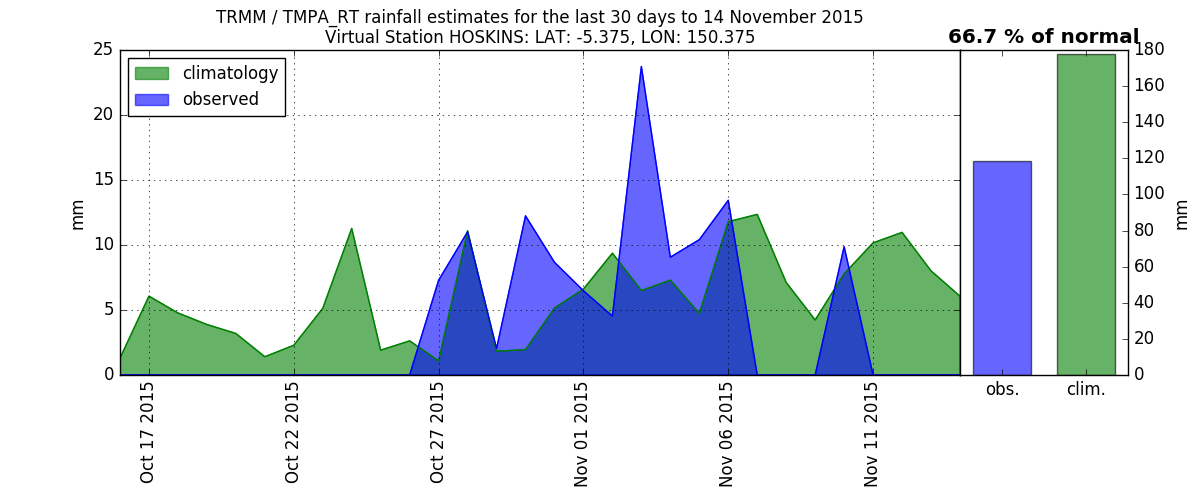 TRMM / TMPA_RT rainfall estimates for the last 30 days to 14 November 2015
Virtual Station HOSKINS: LAT: -5.375, LON: 150.375
66.7 % of normal
climatology
observed
mm
25
20
15
10
5
0
Oct 17 2015
Oct 22 2015
Oct 27 2015
Nov 01 2015
Nov 06 2015
Nov 11 2015
180
160
140
120
100
80
60
40
20
0
mm
obs.
clim.